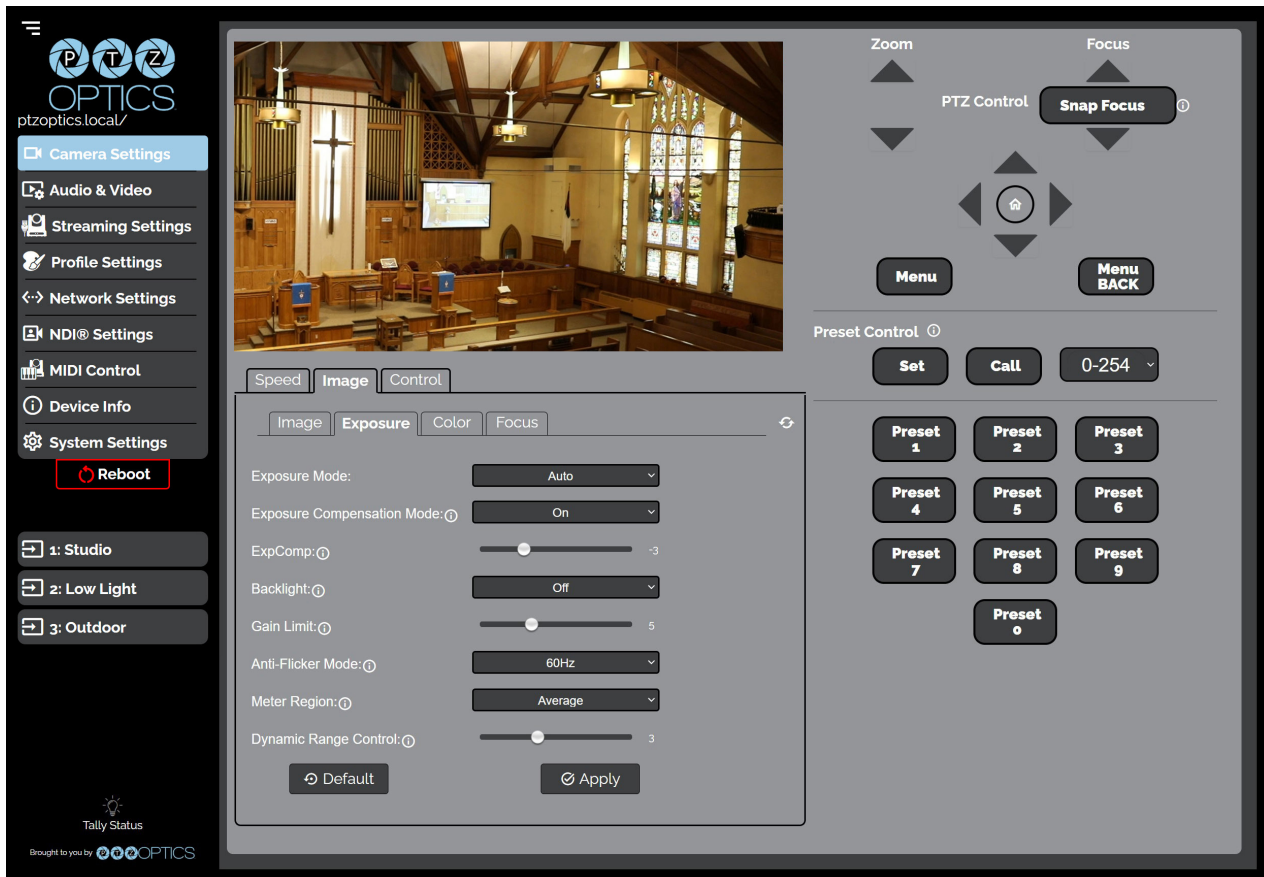 P T Z
OPTICS
ptzoptics.local/
Camera Settings
Audio & Video
Streaming Settings
Profile Settings
Network Settings
NDI® Settings
MIDI Control
Device Info
System Settings
Reboot
1: Studio
2: Low Light
3: Outdoor
Tally Status
Brought to you by PTZOPTICS
Speed Image Control
Image Exposure Color Focus
Exposure Mode: Auto
Exposure Compensation Mode: On
ExpComp: -3
Backlight: Off
Gain Limit: 5
Anti-Flicker Mode: 60Hz
Meter Region: Average
Dynamic Range Control: 3
Default Apply
Zoom Focus
PTZ Control Snap Focus
Menu
Menu
BACK
Preset Control
Set Call 0-254
Preset
1
Preset
2
Preset
3
Preset
4
Preset
5
Preset
6
Preset
7
Preset
8
Preset
9
Preset
0